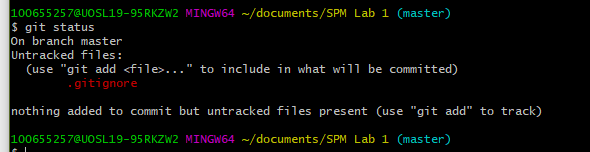 100655257@UOSL19-95RKZW2 MINGW64 ~/documents/SPM Lab 1 (master)
$ git status
On branch master
Untracked files:
  (use "git add <file>..." to include in what will be committed)
        .gitignore

nothing added to commit but untracked files present (use "git add" to track)

100655257@UOSL19-95RKZW2 MINGW64 ~/documents/SPM Lab 1 (master)
$